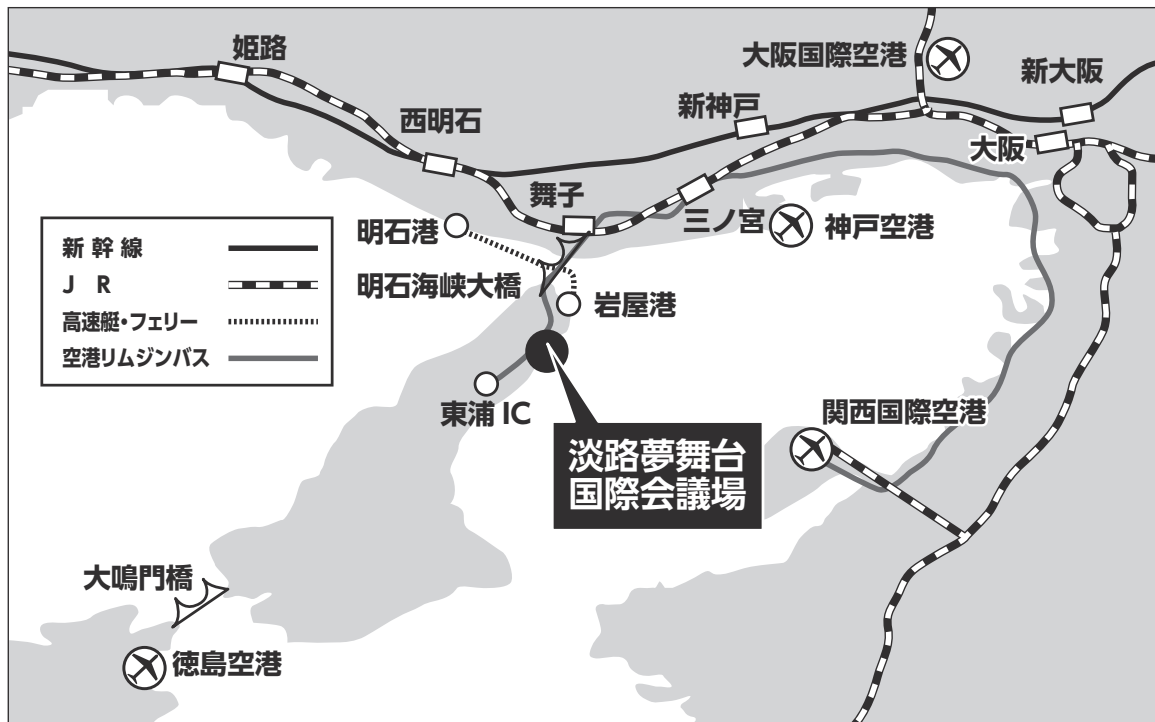 姫路
大阪国際空港
新大阪
西明石
新神戸
大阪
舞子
三ノ宮
神戸空港
明石港
明石海峡大橋
岩屋港
新幹線
JR
高速艇・フェリー
空港リムジンバス
東浦IC
関西国際空港
淡路夢舞台
国際会議場
大鳴門橋
徳島空港